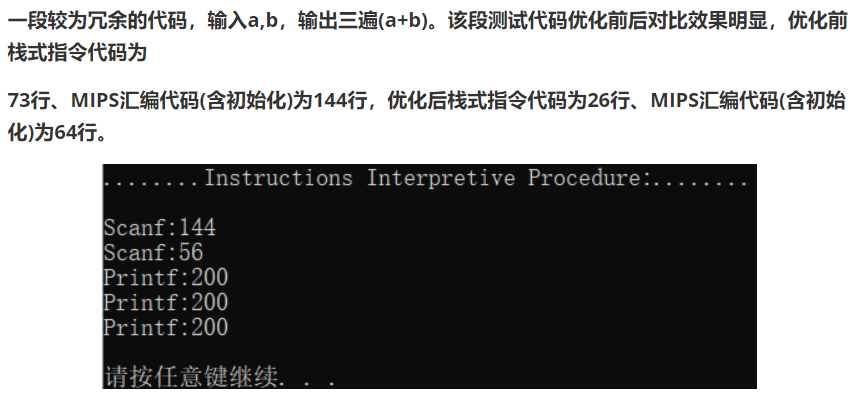 一段较为冗余的代码，输入a,b，输出三遍(a+b)。该段测试代码优化前后对比效果明显，优化前
栈式指令代码为
73行、MIPS汇编代码(含初始化)为144行，优化后栈式指令代码为26行、MIPS汇编代码(含初始
化)为64行。
........Instructions Interpretive Procedure:........
Scanf:144
Scanf:56
Printf:200
Printf:200
Printf:200
请按任意键继续. . .